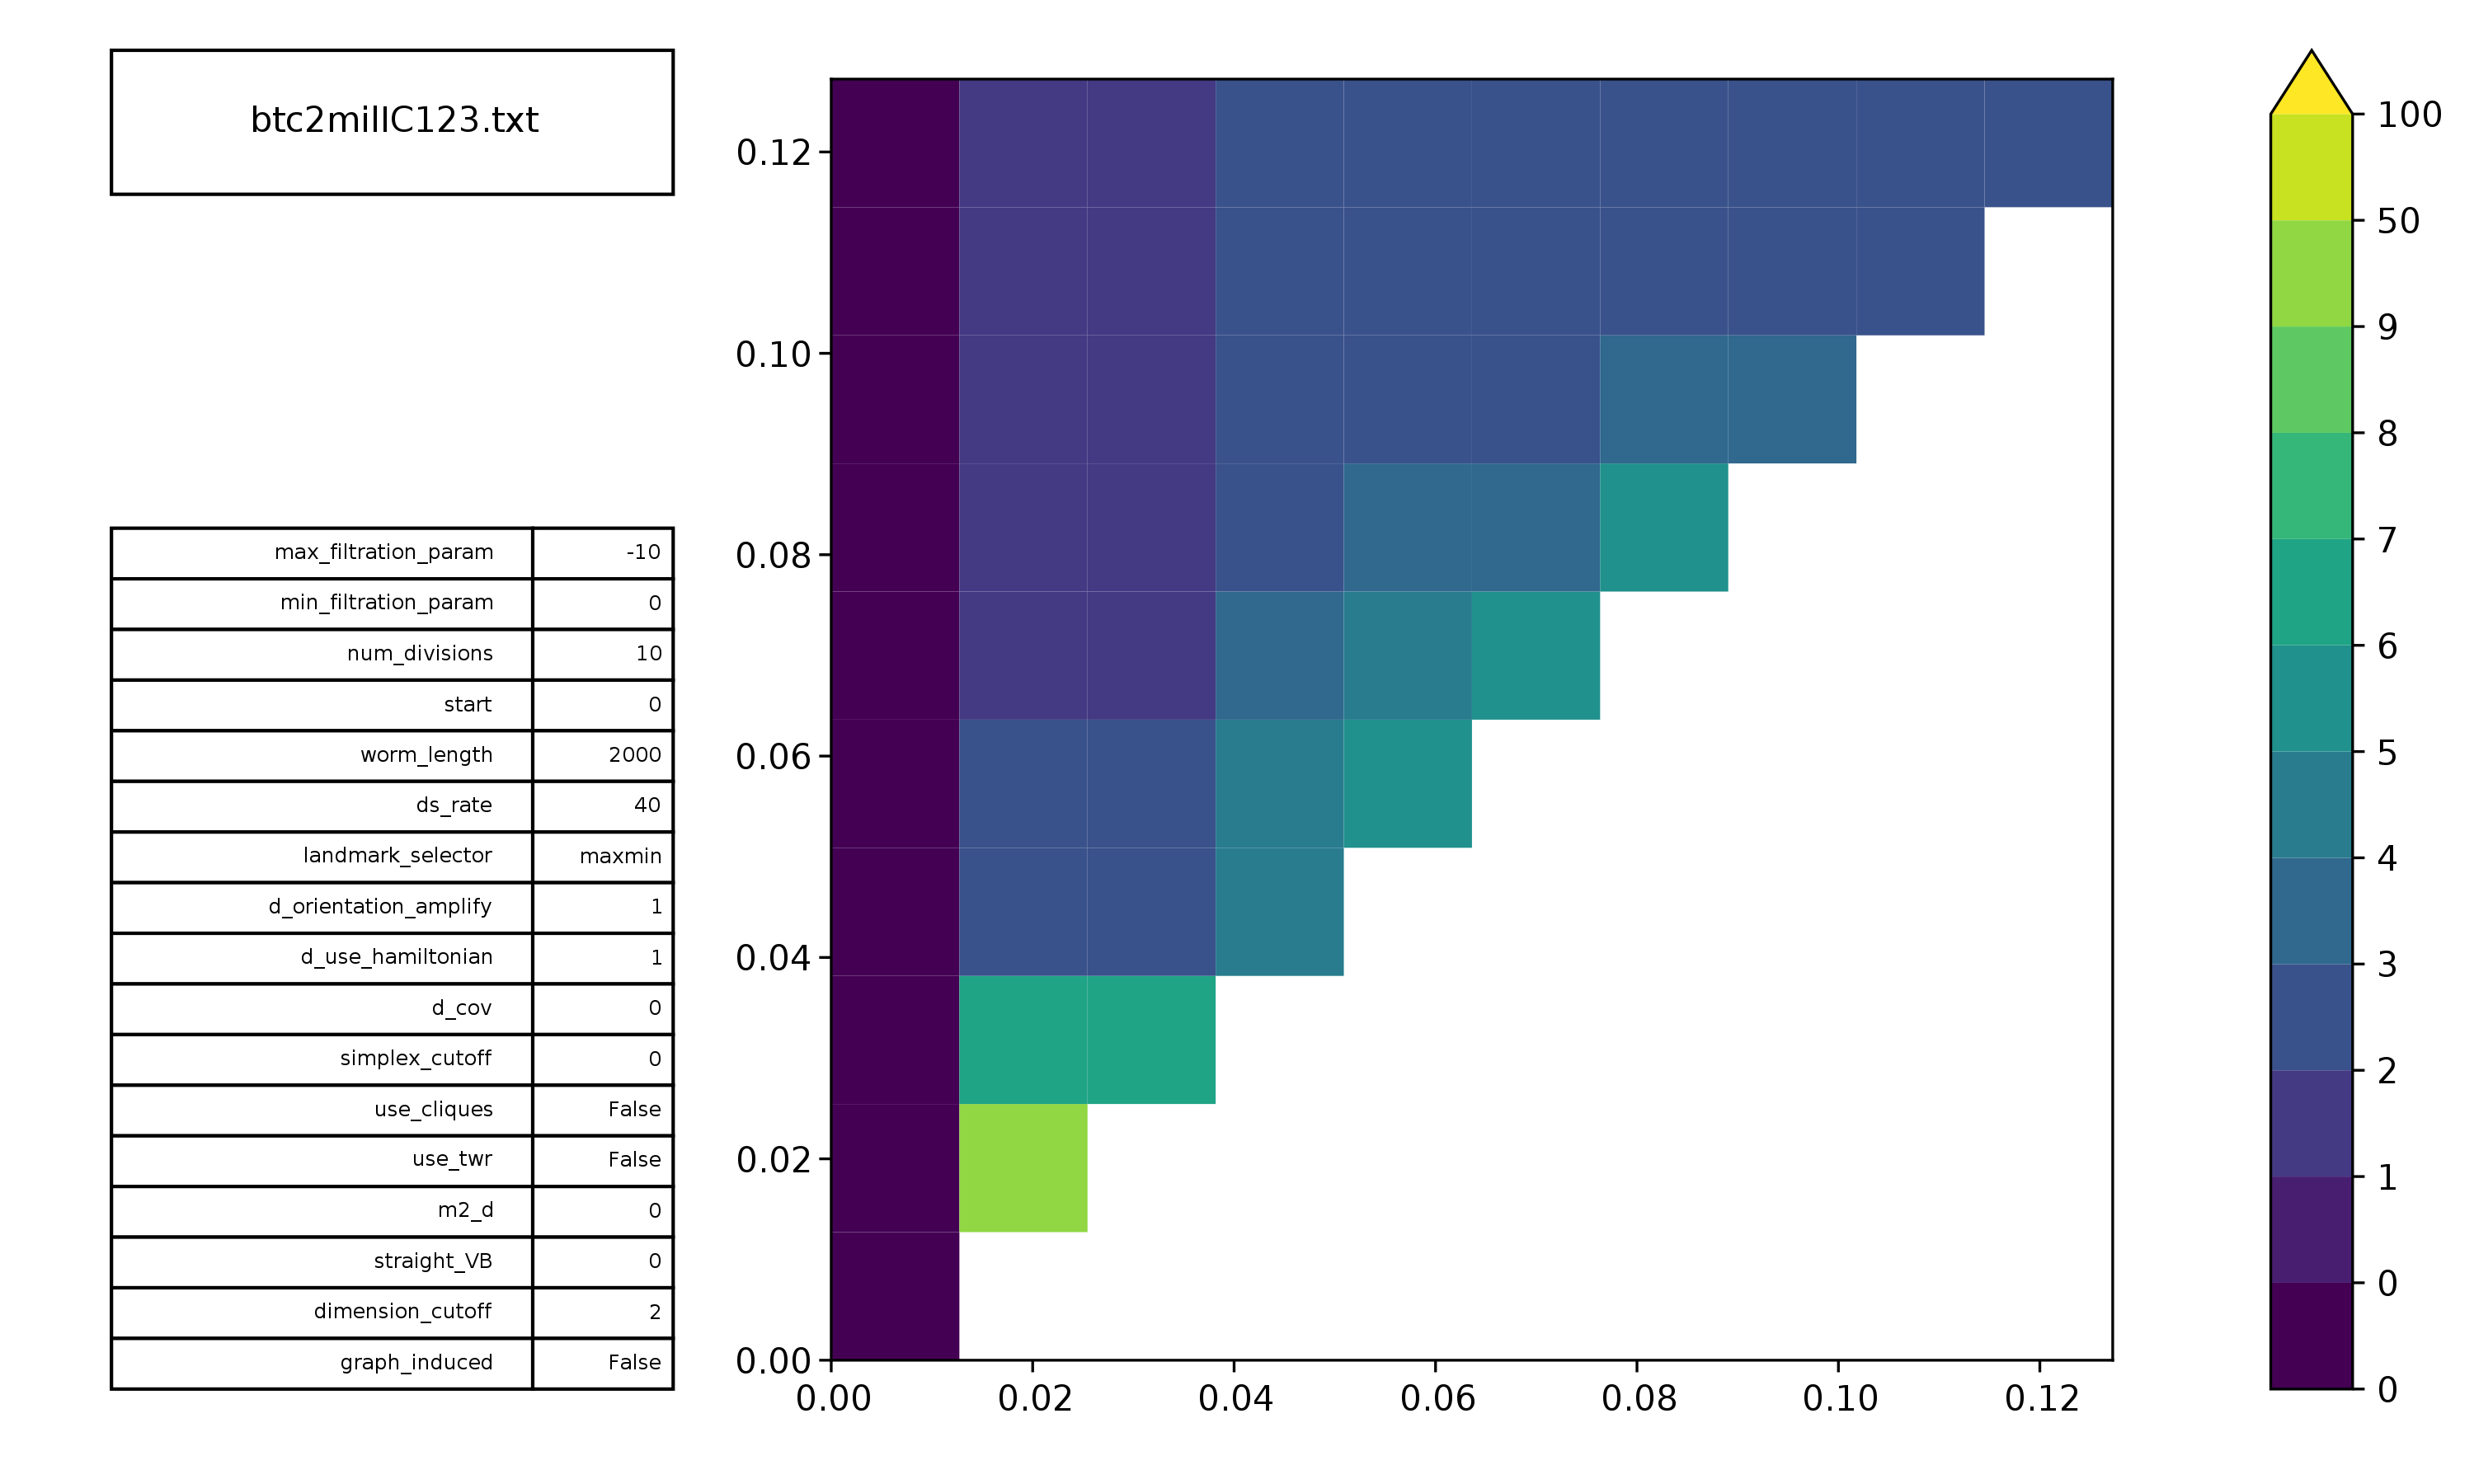 btc2millC123.txt
max_filtration_param -10
min_filtration_param 0
num_divisions 10
start 0
worm_length 2000
ds_rate 40
landmark_selector maxmin
d_orientation_amplify 1
d_use_hamiltonian 1
d_cov 0
simplex_cutoff 0
use_cliques False
use_twr False
m2_d 0
straight_VB 0
dimension_cutoff 2
graph_induced False
0.12
0.10
0.08
0.06
0.04
0.02
0.00
0.00 0.02 0.04 0.06 0.08 0.10 0.12
100
50
9
8
7
6
5
4
3
2
1
0
0